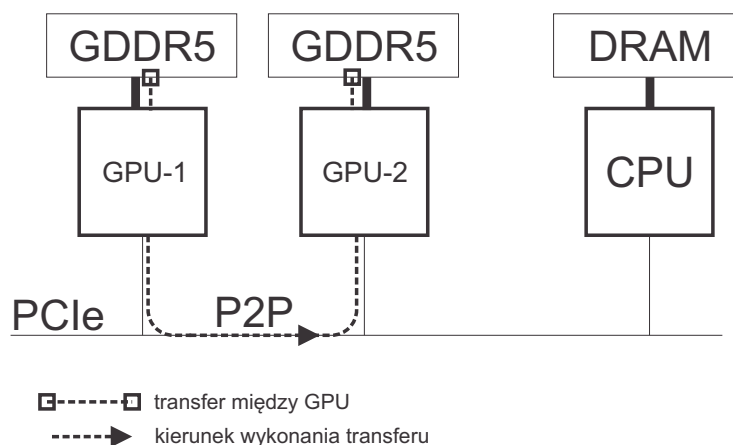 GDDR5 GDDR5 DRAM
GPU-1 GPU-2 CPU
PCIe P2P
transfer między GPU
kierunek wykonania transferu